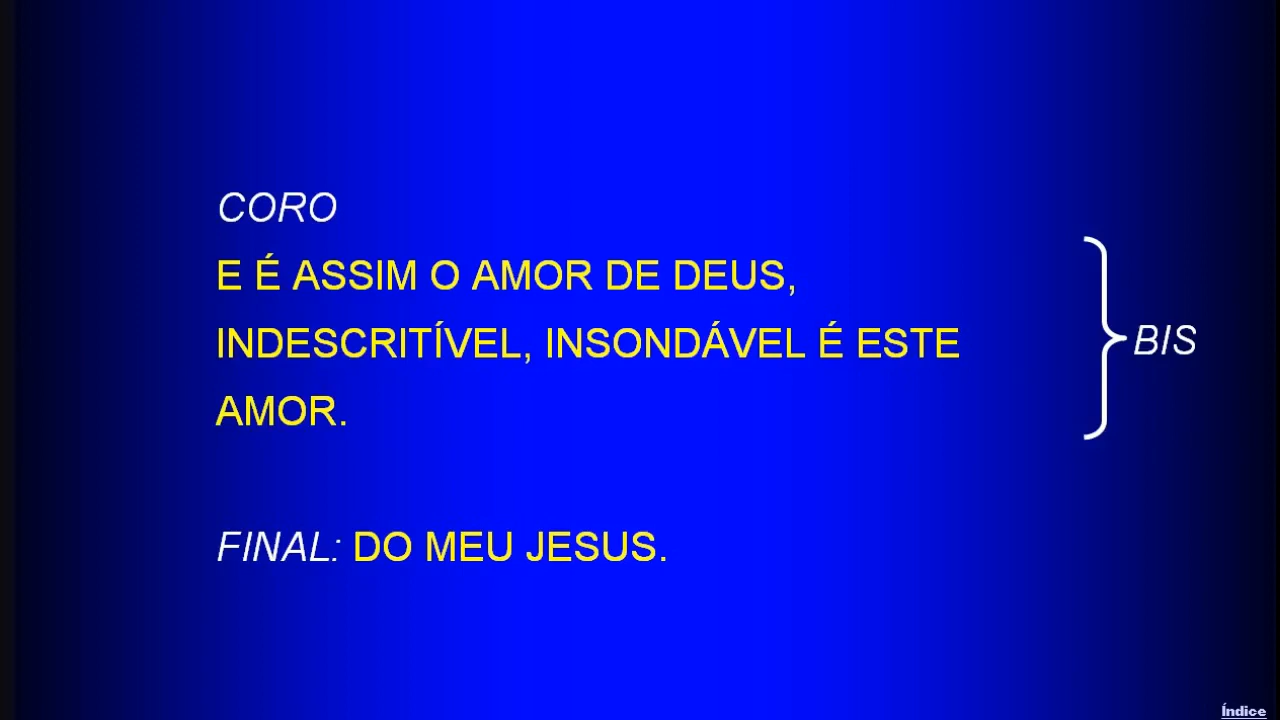 CORO
E É ASSIM O AMOR DE DEUS,
INDESCRITÍVEL, INSONDÁVEL É ESTE
AMOR.
BIS
FINAL: DO MEU JESUS.
Índice